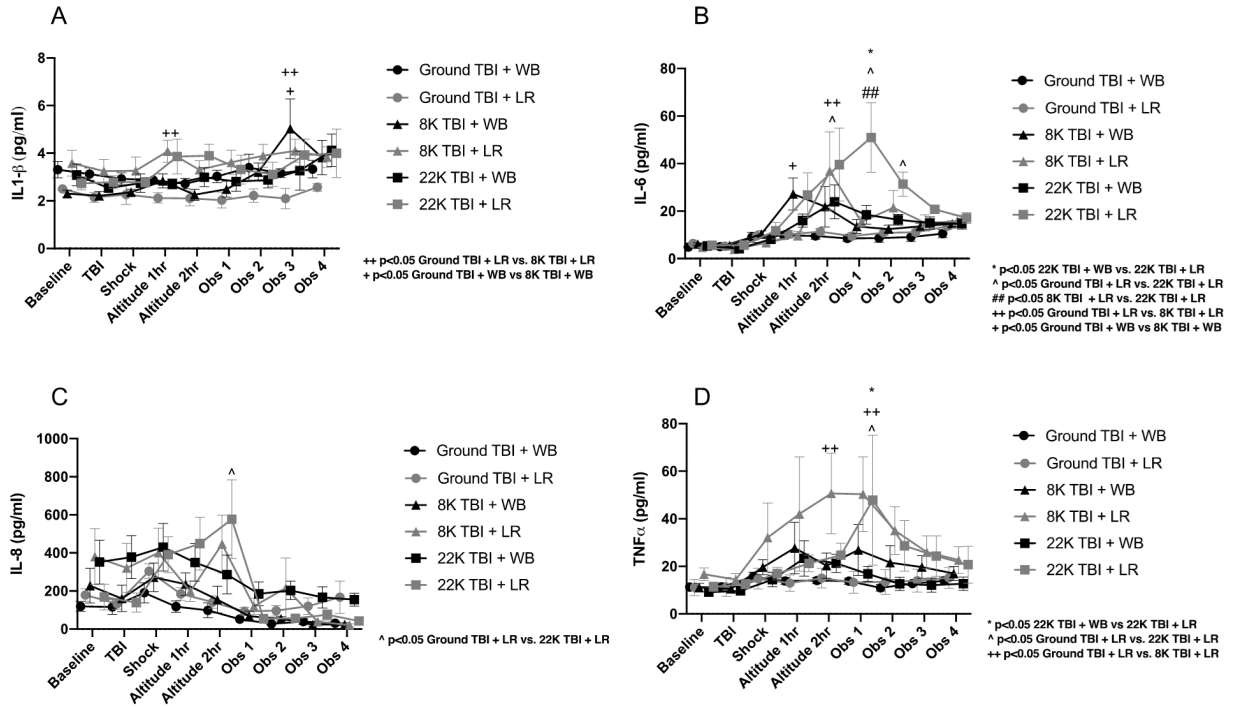 A
IL1-β (pg/ml)
8
6
4
2
0
++
++
+
Baseline
TBI
Shock
Altitude 1hr
Altitude 2hr
Obs 1
Obs 2
Obs 3
Obs 4
Ground TBI + WB
Ground TBI + LR
8K TBI + WB
8K TBI + LR
22K TBI + WB
22K TBI + LR
++ p<0.05 Ground TBI + LR vs. 8K TBI + LR
+ p<0.05 Ground TBI + WB vs 8K TBI + WB
B
IL-6 (pg/ml)
80
60
40
20
0
+
++
^
*
^
##
^
Baseline
TBI
Shock
Altitude 1hr
Altitude 2hr
Obs 1
Obs 2
Obs 3
Obs 4
Ground TBI + WB
Ground TBI + LR
8K TBI + WB
8K TBI + LR
22K TBI + WB
22K TBI + LR
* p<0.05 22K TBI + WB vs. 22K TBI + LR
^ p<0.05 Ground TBI + LR vs. 22K TBI + LR
## p<0.05 8K TBI + LR vs. 22K TBI + LR
++ p<0.05 Ground TBI + LR vs. 8K TBI + LR
+ p<0.05 Ground TBI + WB vs 8K TBI + WB
C
IL-8 (pg/ml)
1000
800
600
400
200
0
^
Baseline
TBI
Shock
Altitude 1hr
Altitude 2hr
Obs 1
Obs 2
Obs 3
Obs 4
Ground TBI + WB
Ground TBI + LR
8K TBI + WB
8K TBI + LR
22K TBI + WB
22K TBI + LR
^ p<0.05 Ground TBI + LR vs 22K TBI + LR
D
TNFα (pg/ml)
80
60
40
20
0
++
*
++
^
Baseline
TBI
Shock
Altitude 1hr
Altitude 2hr
Obs 1
Obs 2
Obs 3
Obs 4
Ground TBI + WB
Ground TBI + LR
8K TBI + WB
8K TBI + LR
22K TBI + WB
22K TBI + LR
* p<0.05 22K TBI + WB vs 22K TBI + LR
^ p<0.05 Ground TBI + LR vs. 22K TBI + LR
++ p<0.05 Ground TBI + LR vs. 8K TBI + LR